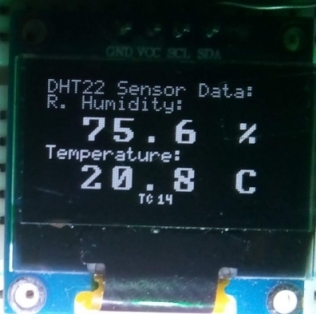 GND VCC SCL SDA
DHT22 Sensor Data:
R. Humidity:
75.6 %
Temperature:
20.8 C
TC 14